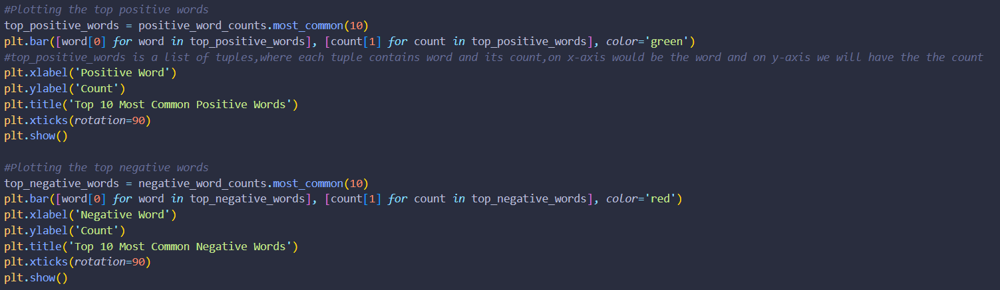 #Plotting the top positive words
top_positive_words = positive_word_counts.most_common(10)
plt.bar([word[0] for word in top_positive_words], [count[1] for count in top_positive_words], color='green')
#top_positive_words is a list of tuples,where each tuple contains word and its count,on x-axis would be the word and on y-axis we will have the the count
plt.xlabel('Positive Word')
plt.ylabel('Count')
plt.title('Top 10 Most Common Positive Words')
plt.xticks(rotation=90)
plt.show()

#Plotting the top negative words
top_negative_words = negative_word_counts.most_common(10)
plt.bar([word[0] for word in top_negative_words], [count[1] for count in top_negative_words], color='red')
plt.xlabel('Negative Word')
plt.ylabel('Count')
plt.title('Top 10 Most Common Negative Words')
plt.xticks(rotation=90)
plt.show()